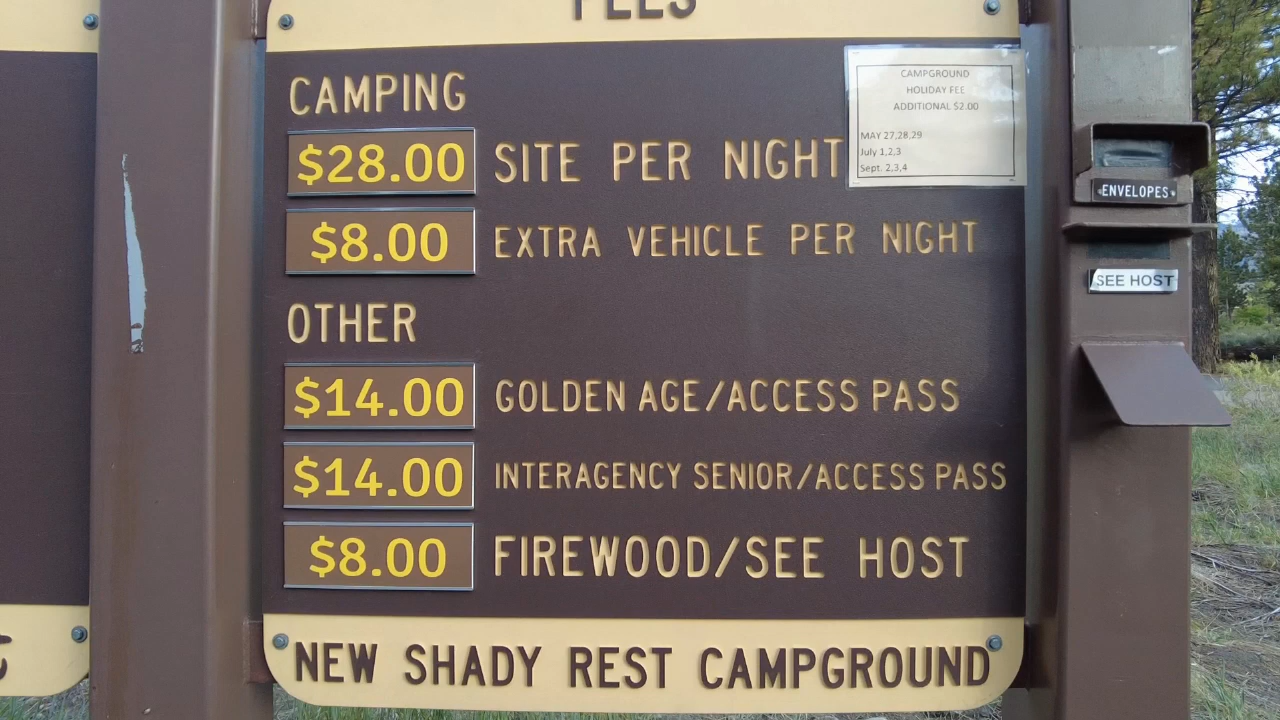 FEES
CAMPING
$28.00 SITE PER NIGHT
$8.00 EXTRA VEHICLE PER NIGHT
OTHER
$14.00 GOLDEN AGE/ACCESS PASS
$14.00 INTERAGENCY SENIOR/ACCESS PASS
$8.00 FIREWOOD/SEE HOST
NEW SHADY REST CAMPGROUND
CAMPGROUND
HOLIDAY FEE
ADDITIONAL $2.00
MAY 27,28,29
July 1,2,3
Sept. 2,3,4
ENVELOPES
SEE HOST